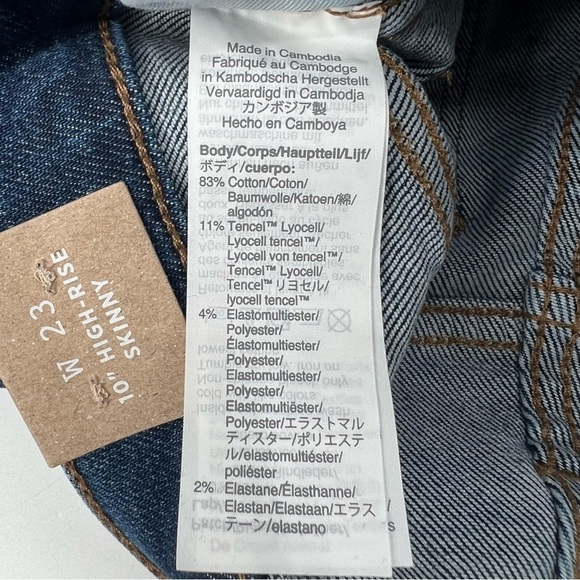 Made in Cambodia
Fabriqué au Cambodge
in Kambodscha Hergestellt
Vervaardigd in Cambodja
カンボジア製
Hecho en Camboya
Body/Corps/Hauptteil/Lijf/
ボディ/cuerpo:
83% Cotton/Coton/
Baumwolle/Katoen/綿/
algodón
11% Tencel™ Lyocell/
Lyocell tencel™/
Lyocell von tencel™/
Tencel™ Lyocell/
Tencel™ リヨセル/
lyocell tencel™
4% Elastomultiester/
Polyester/
Élastomultiester/
Polyester/
Elastomultiester/
Polyester/
Elastomultiëster/
Polyester/エラストマル
ティエスター/ポリエステ
ル/elastomultiéster/
poliéster
2% Elastane/Élasthanne/
Elastan/Elastaan/エラス
テーン/elastano
W 23
10" HIGH-RISE
SKINNY